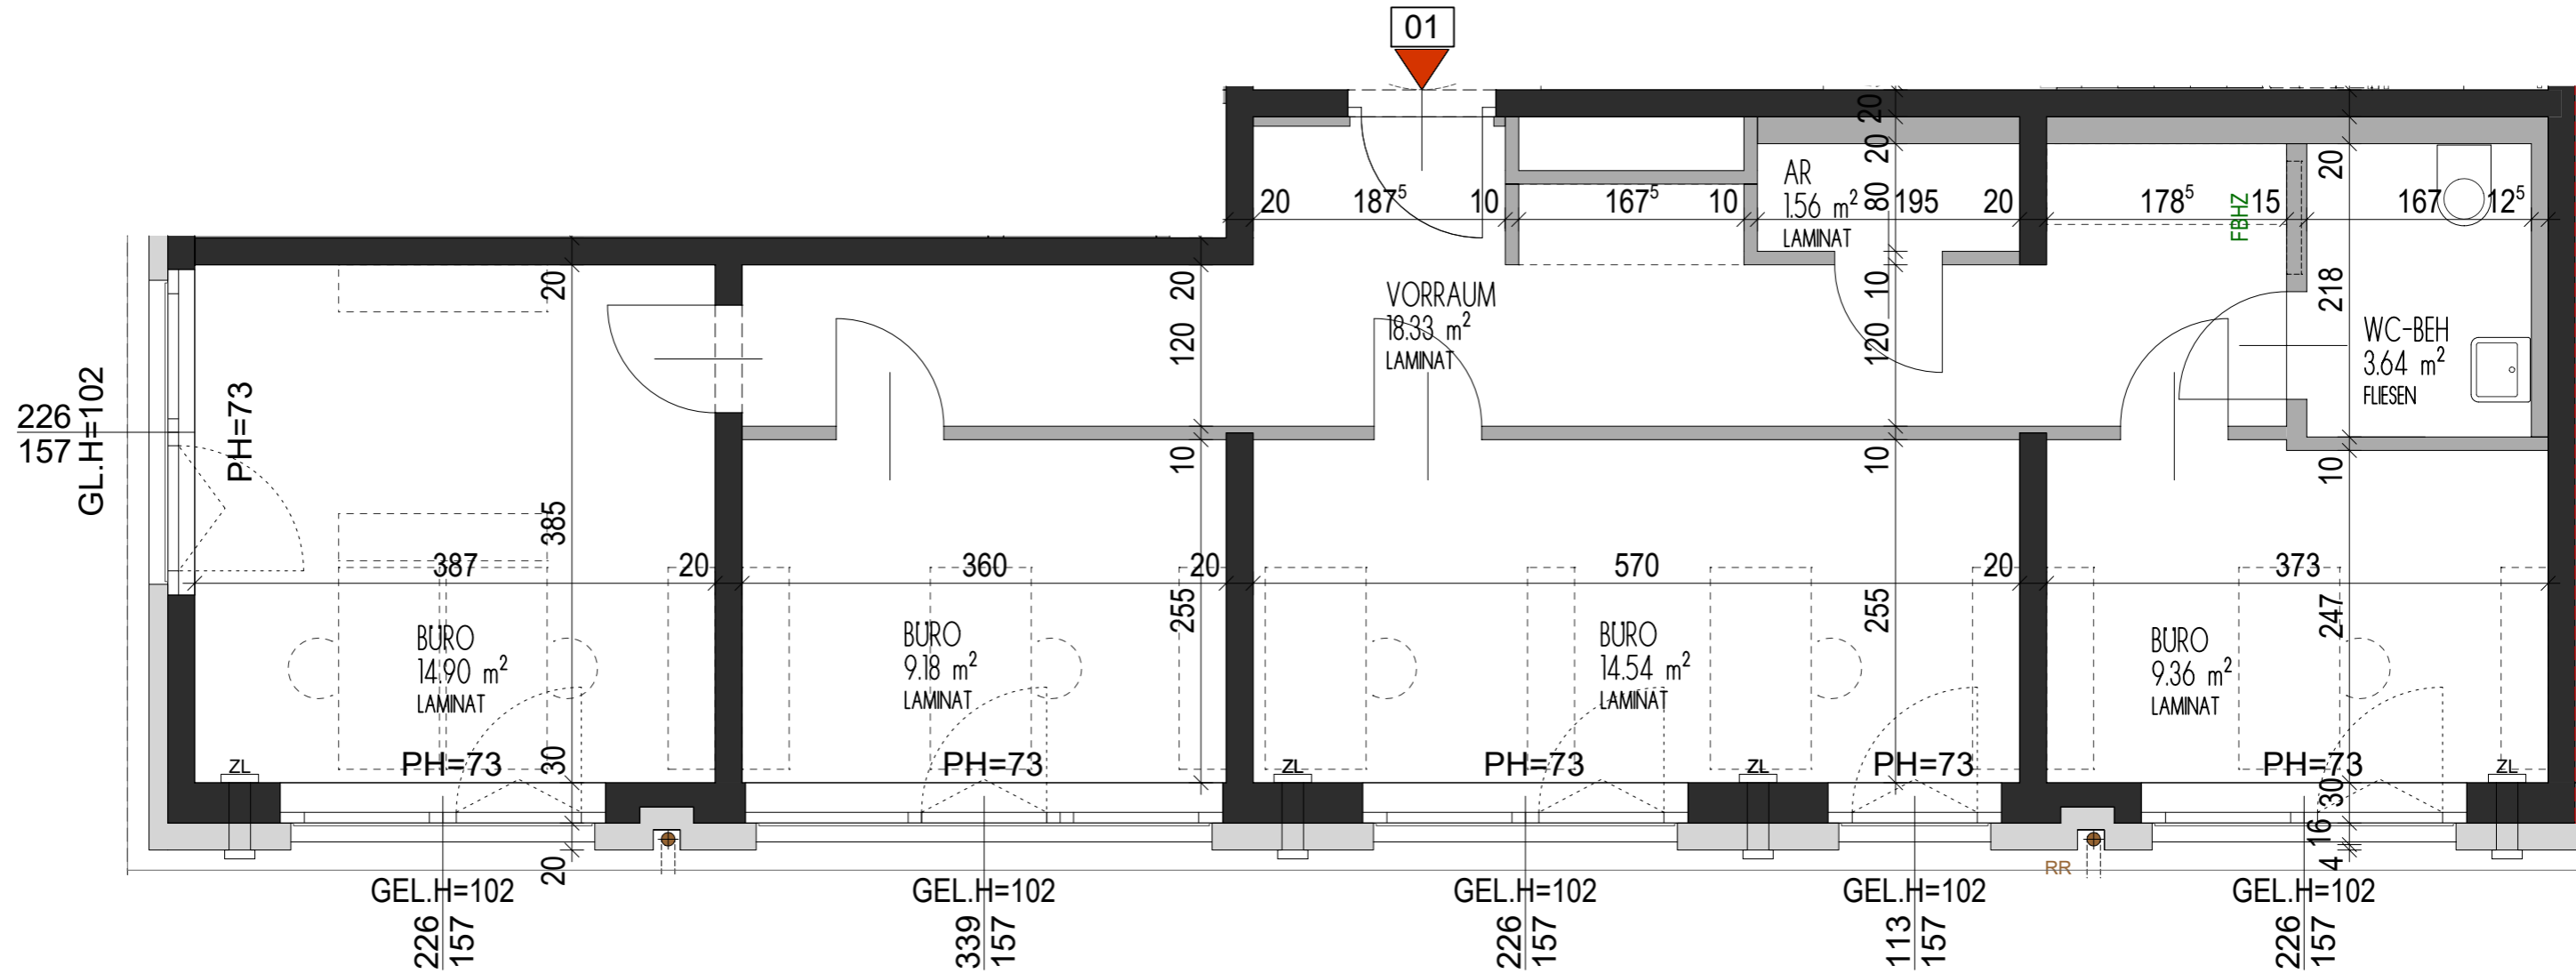 01
20
20
20
187⁵
10
167⁵
10
AR
1.56 m²
LAMINAT
80
195
20
178⁵
15
FBHZ
20
167
12⁵
218
WC-BEH
3.64 m²
FLIESEN
20
20
10
VORRAUM
18.33 m²
LAMINAT
120
120
10
10
10
226
157
GL.H=102
PH=73
385
387
20
360
20
570
20
373
255
255
247
BÜRO
14.90 m²
LAMINAT
BÜRO
9.18 m²
LAMINAT
BÜRO
14.54 m²
LAMINAT
BÜRO
9.36 m²
LAMINAT
ZL
PH=73
30
PH=73
ZL
PH=73
ZL
PH=73
PH=73
ZL
30
16
4
20
RR
GEL.H=102
GEL.H=102
GEL.H=102
GEL.H=102
GEL.H=102
226
157
339
157
226
157
113
157
226
157